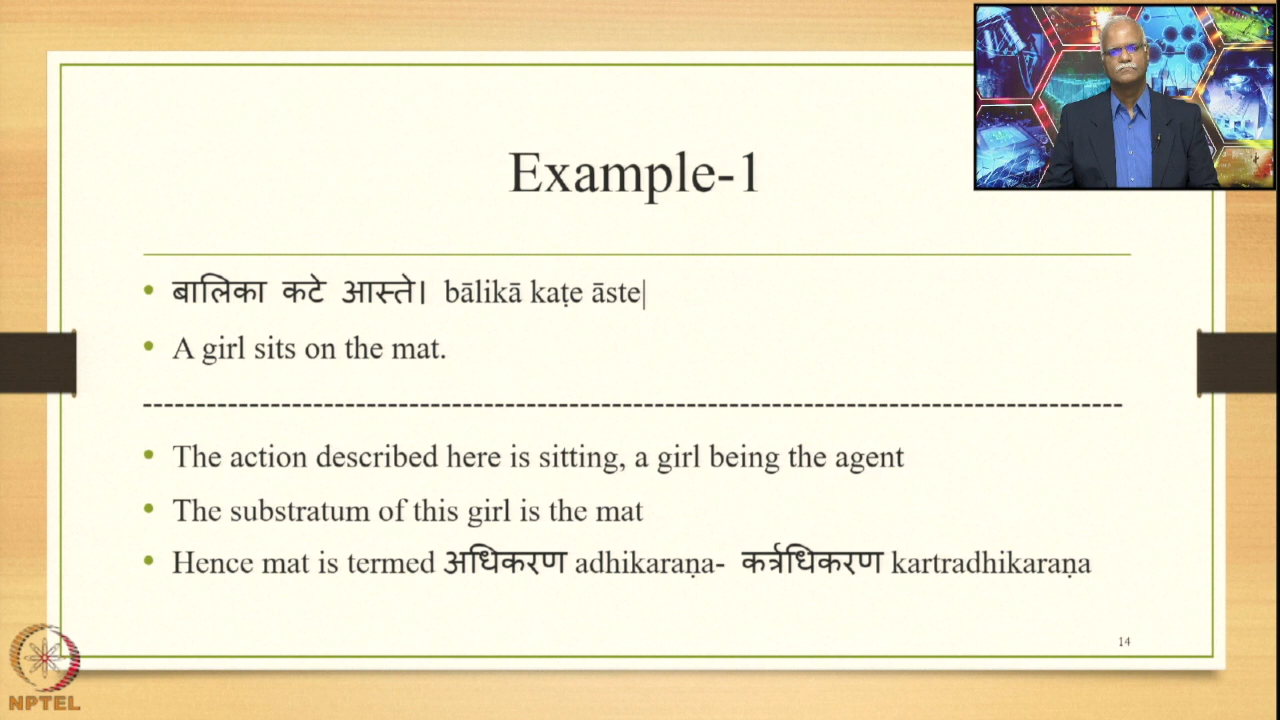 Example-1
बालिका कटे आस्ते। bālikā kaṭe āste|
A girl sits on the mat.
The action described here is sitting, a girl being the agent
The substratum of this girl is the mat
Hence mat is termed अधिकरण adhikaraṇa- कर्त्रधिकरण kartradhikaraṇa
14
NPTEL